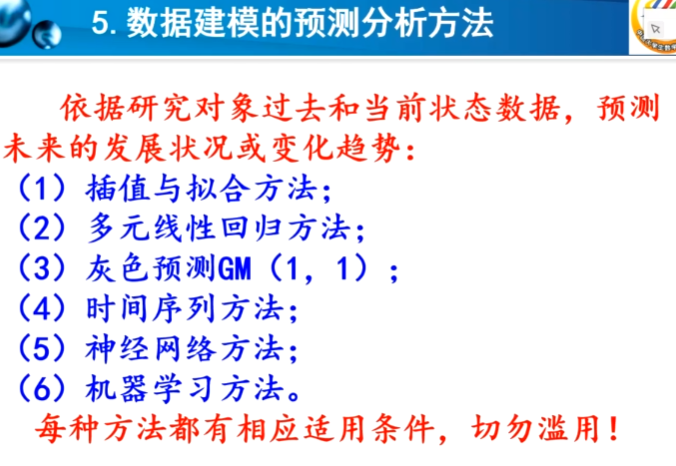 5. 数据建模的预测分析方法
依据研究对象过去和当前状态数据，预测
未来的发展状况或变化趋势：
（1）插值与拟合方法；
（2）多元线性回归方法；
（3）灰色预测GM（1，1）；
（4）时间序列方法；
（5）神经网络方法；
（6）机器学习方法。
每种方法都有相应适用条件，切勿滥用！